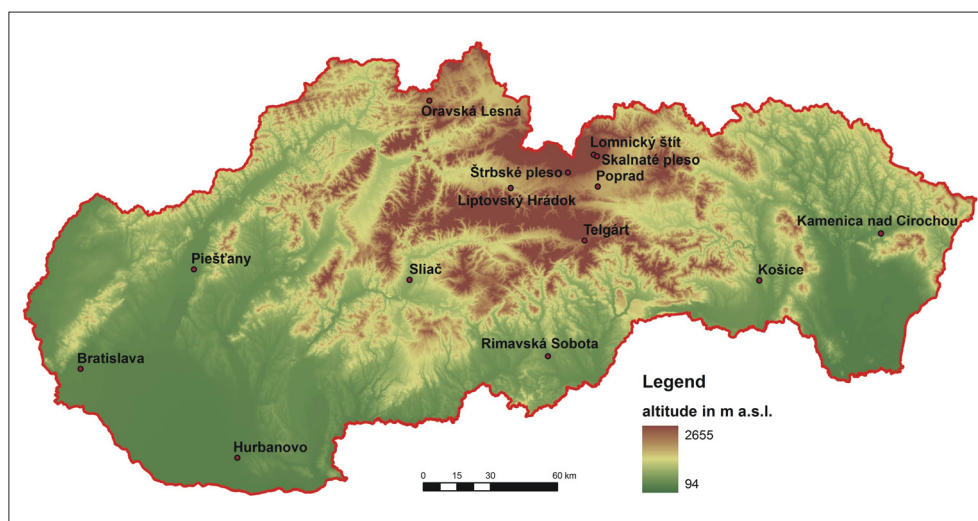 Oravská Lesná
Lomnický štít
Skalnaté pleso
Štrbské pleso
Poprad
Liptovský Hrádok
Kamenica nad Cirochou
Telgárt
Piešťany
Sliač
Košice
Rimavská Sobota
Bratislava
Hurbanovo
Legend
altitude in m a.s.l.
2655
94
0 15 30 60 km